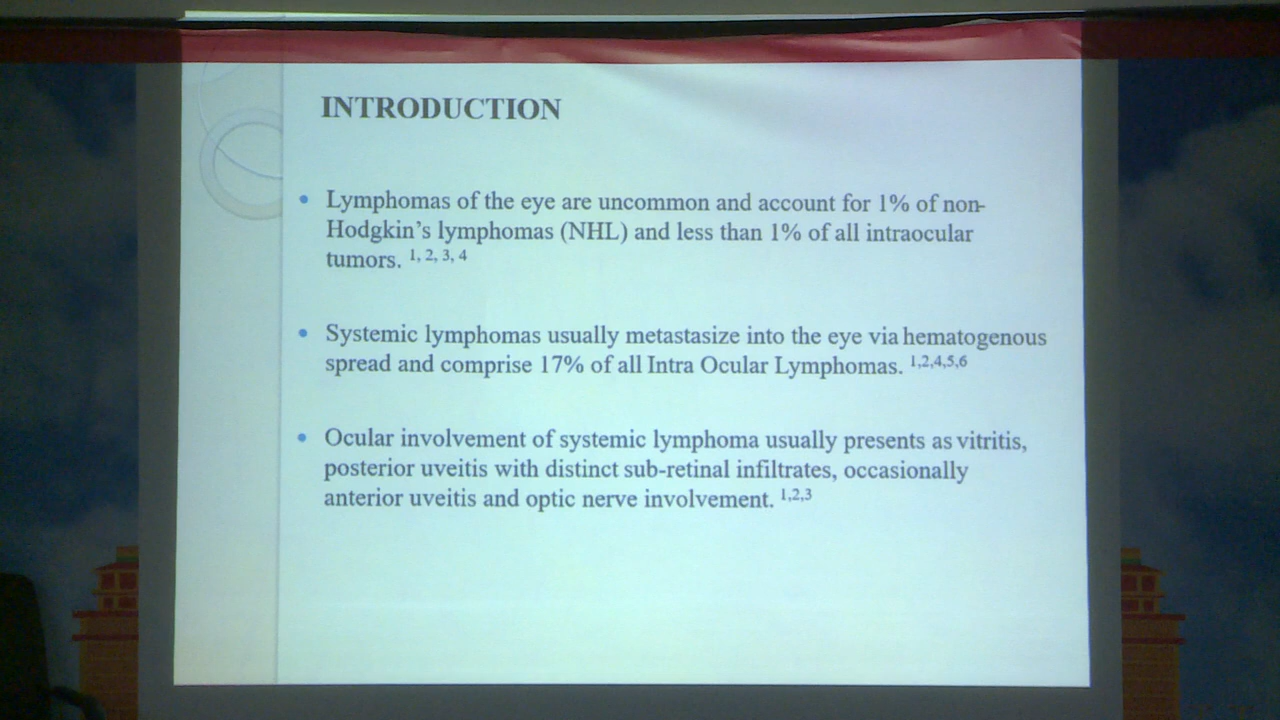 INTRODUCTION
• Lymphomas of the eye are uncommon and account for 1% of non-
Hodgkin's lymphomas (NHL) and less than 1% of all intraocular
tumors. 1, 2, 3, 4
• Systemic lymphomas usually metastasize into the eye via hematogenous
spread and comprise 17% of all Intra Ocular Lymphomas. 1,2,4,5,6
• Ocular involvement of systemic lymphoma usually presents as vitritis,
posterior uveitis with distinct sub-retinal infiltrates, occasionally
anterior uveitis and optic nerve involvement. 1,2,3